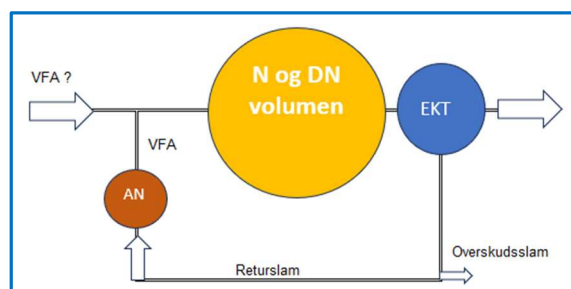 VFA ?
N og DN
volumen
EKT
VFA
AN
Overskudsslam
Returslam